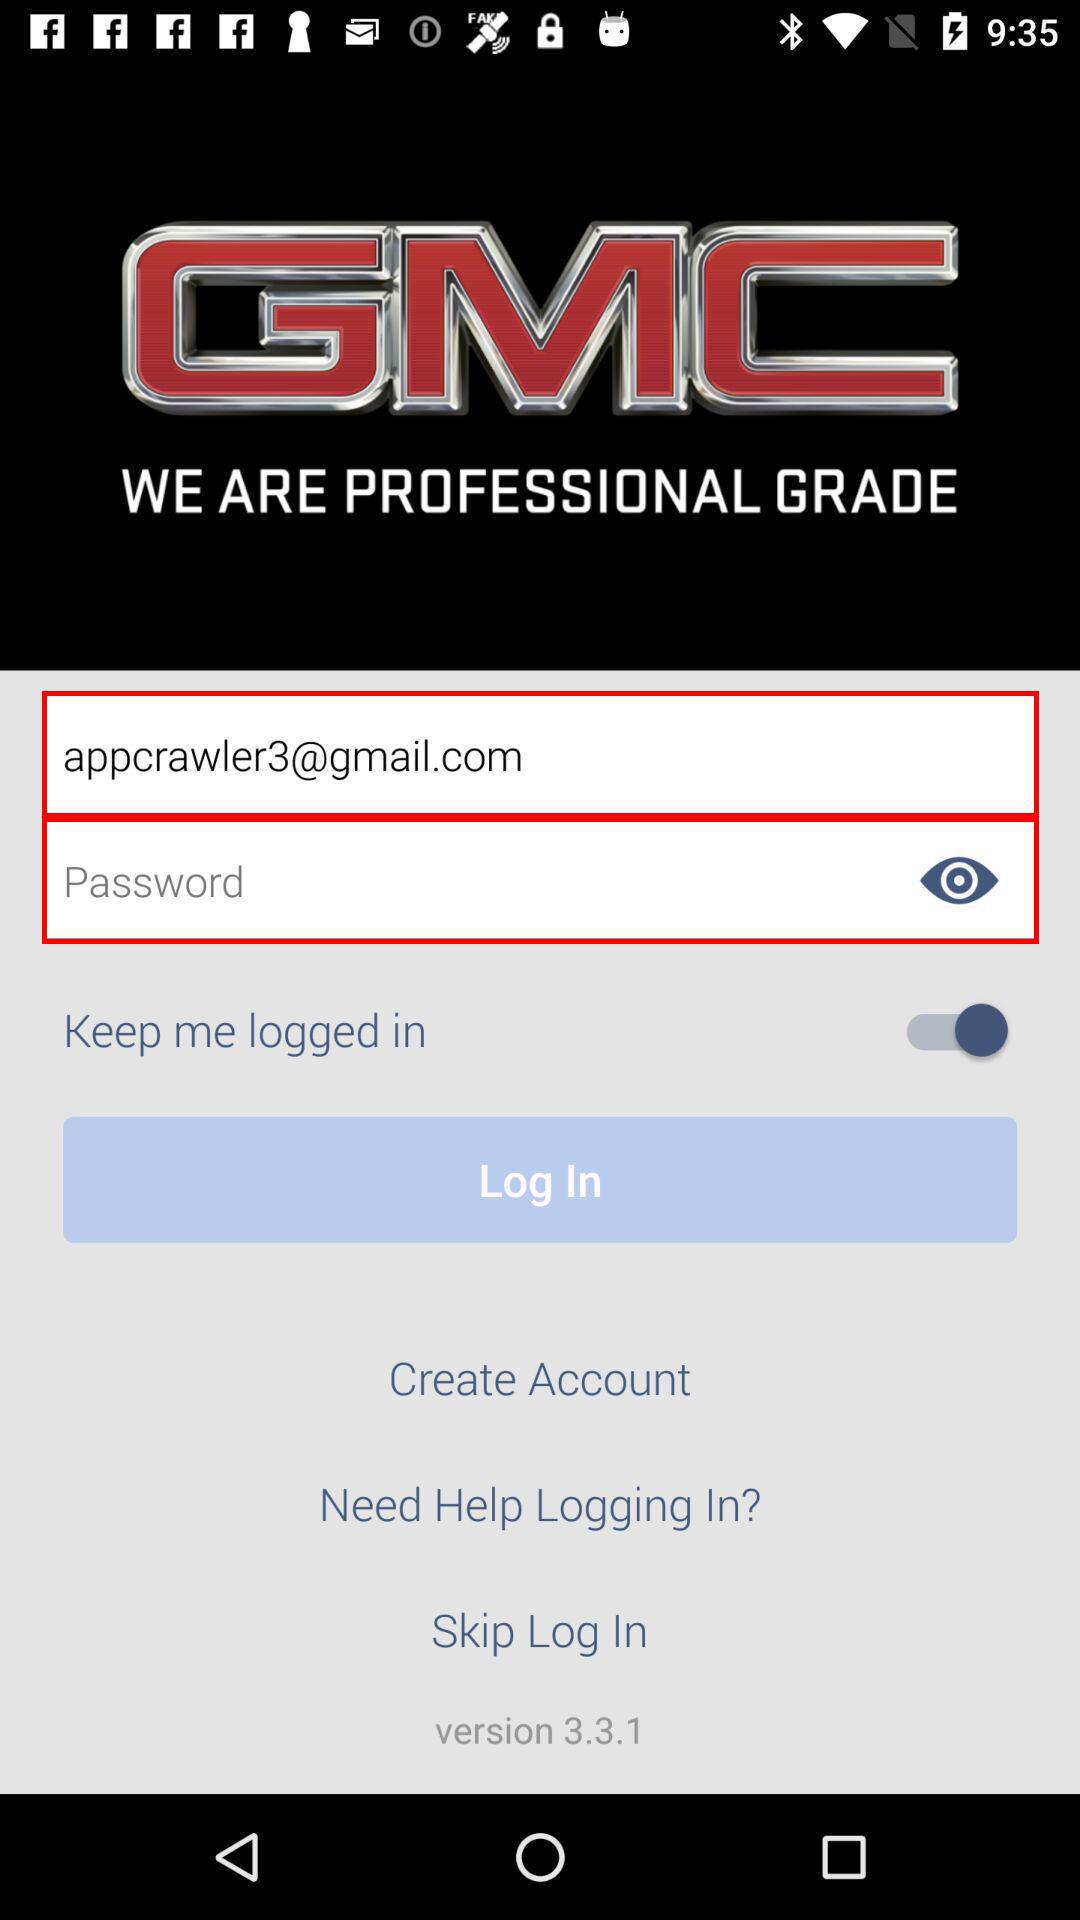 FAKE
9:35
GMC
WE ARE PROFESSIONAL GRADE
appcrawler3@gmail.com
Password
Keep me logged in
Log In
Create Account
Need Help Logging In?
Skip Log In
version 3.3.1